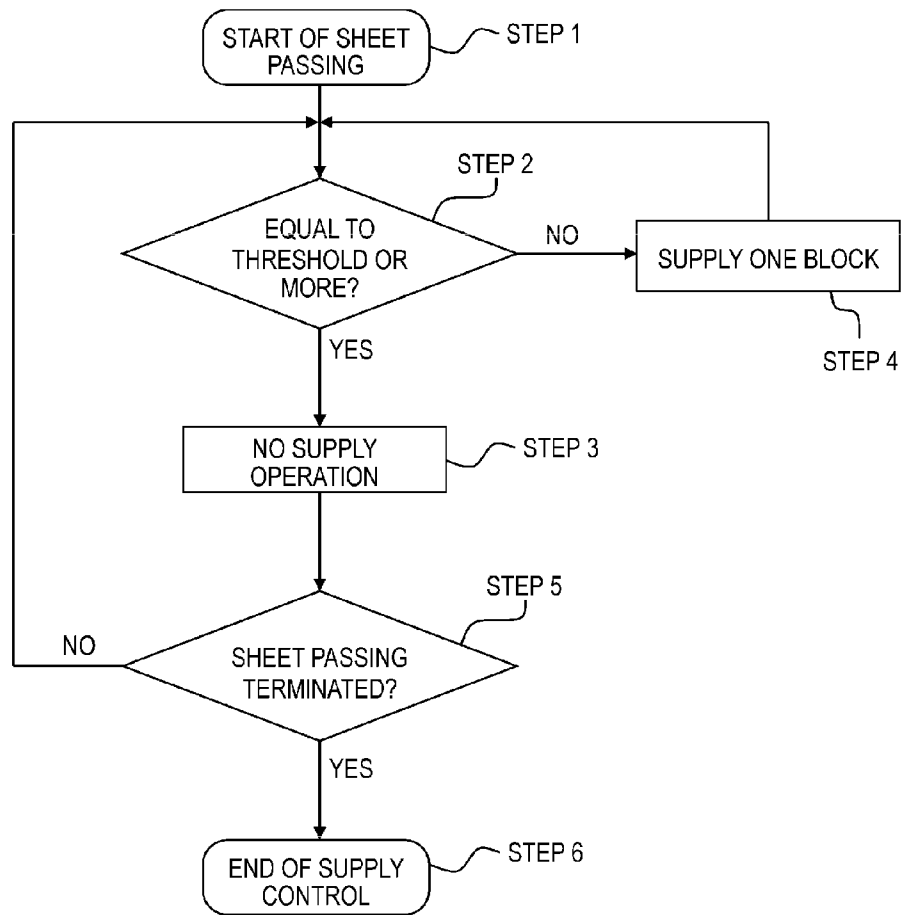 START OF SHEET
PASSING
STEP 1
STEP 2
EQUAL TO
THRESHOLD OR
MORE?
NO
SUPPLY ONE BLOCK
STEP 4
YES
NO SUPPLY
OPERATION
STEP 3
STEP 5
NO
SHEET PASSING
TERMINATED?
YES
END OF SUPPLY
CONTROL
STEP 6